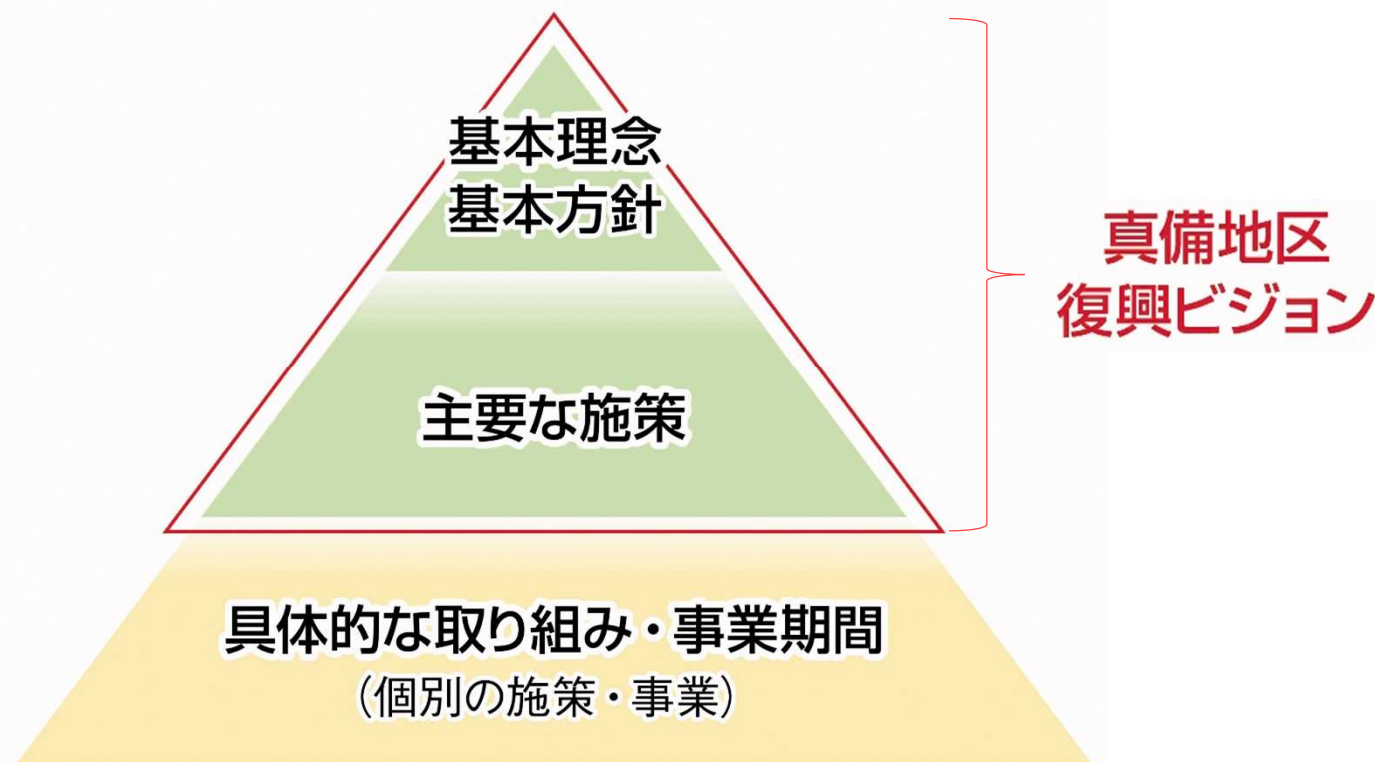 基本理念
基本方針
主要な施策
具体的な取り組み・事業期間
（個別の施策・事業）
真備地区
復興ビジョン